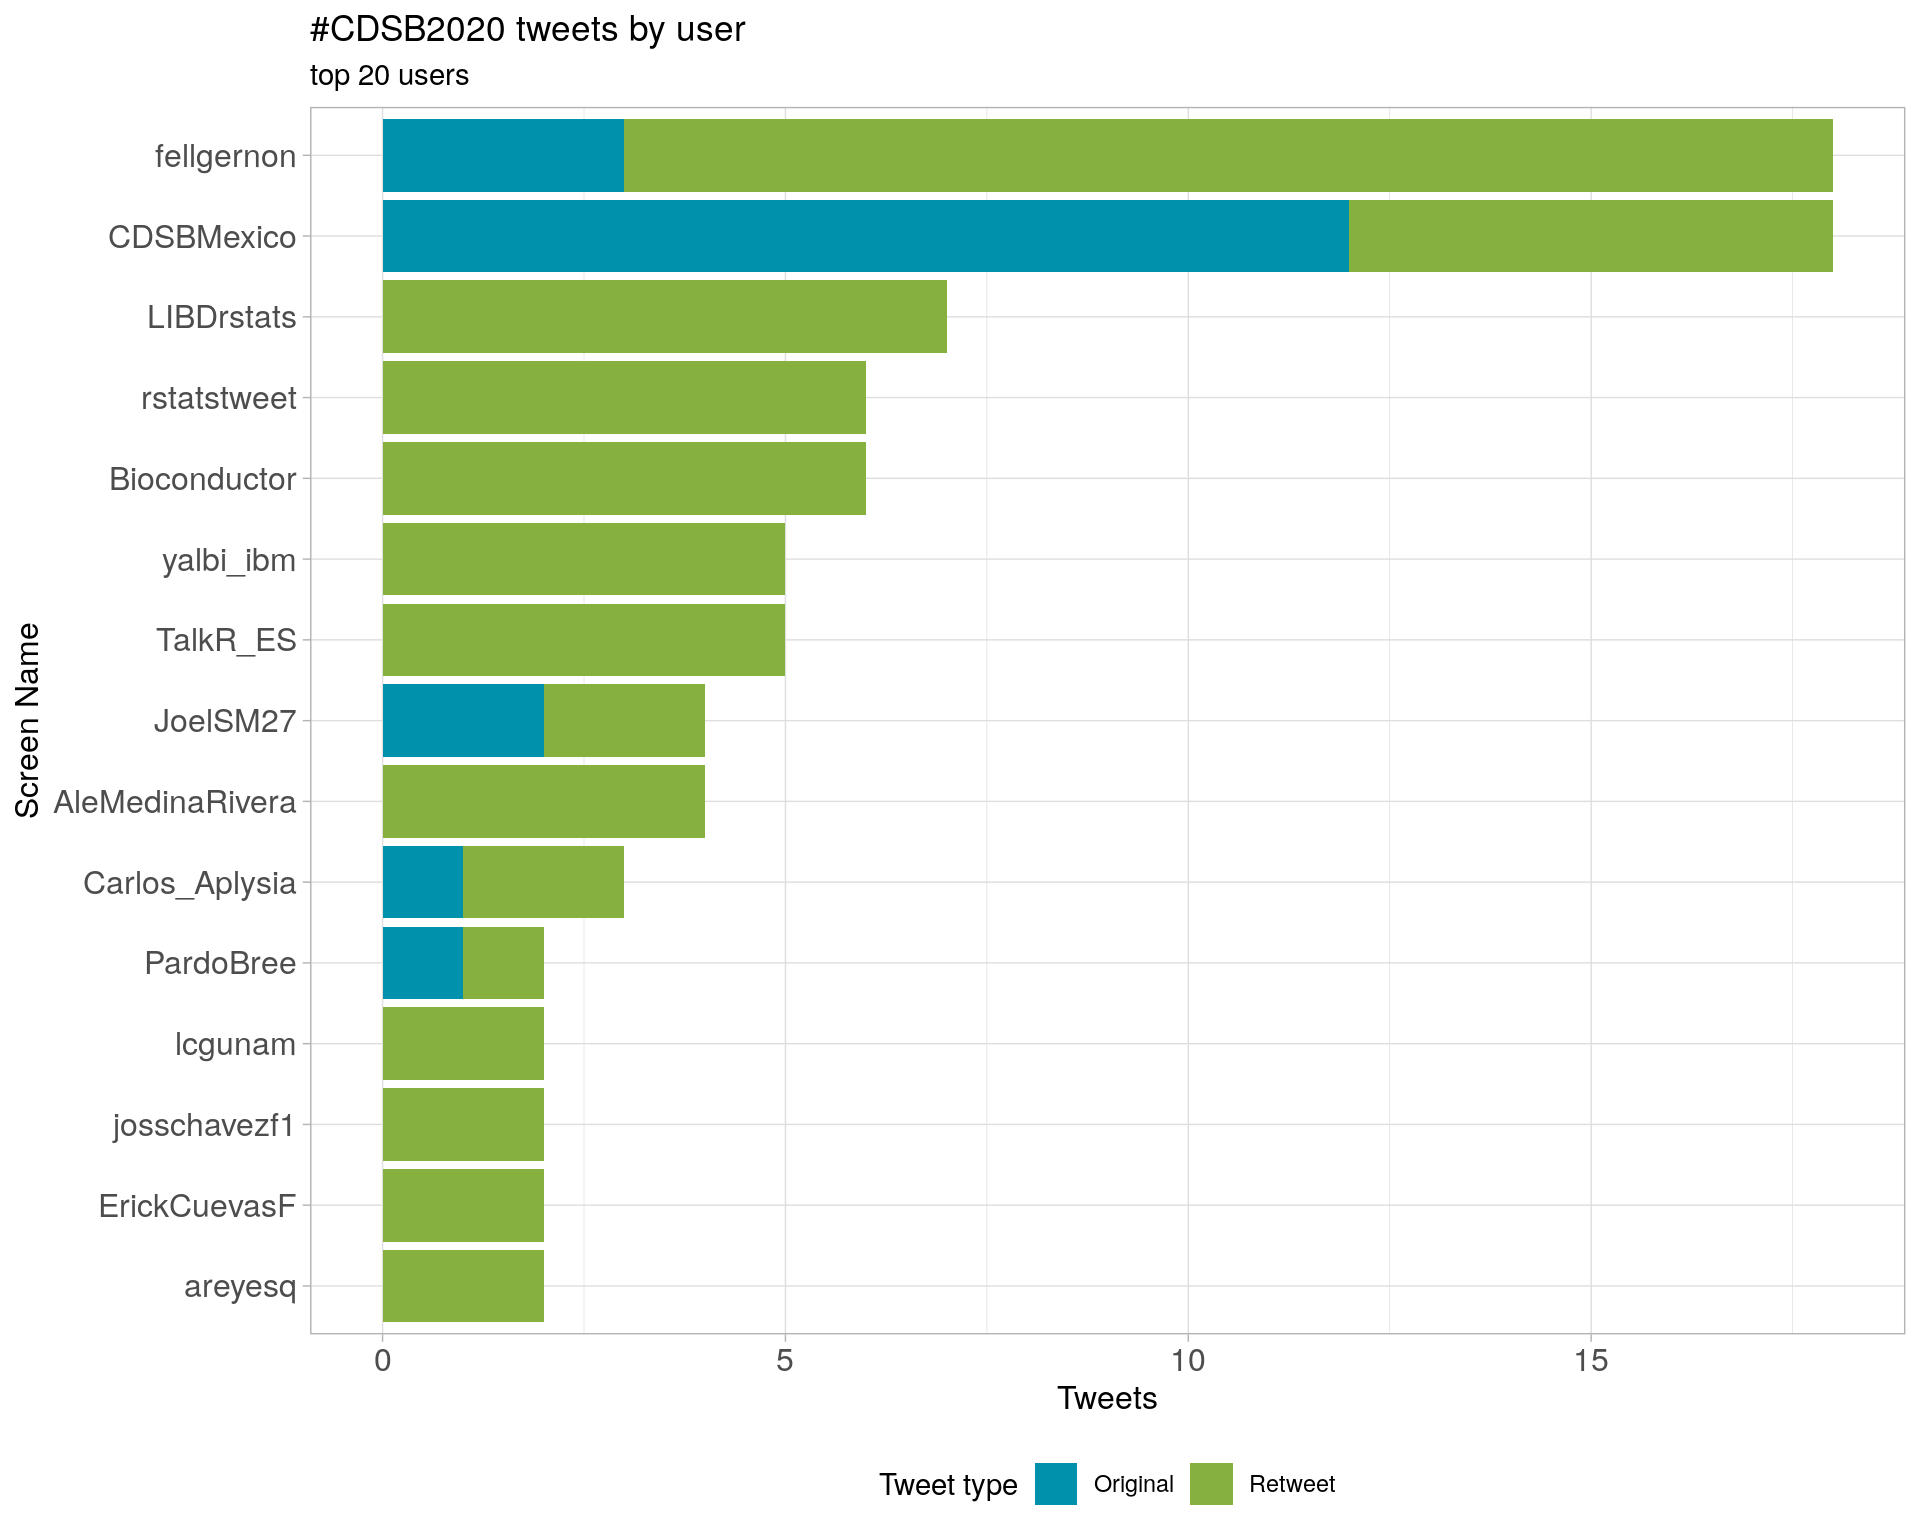 #CDSB2020 tweets by user
top 20 users
Screen Name
fellgernon
CDSBMexico
LIBDrstats
rstatstweet
Bioconductor
yalbi_ibm
TalkR_ES
JoelSM27
AleMedinaRivera
Carlos_Aplysia
PardoBree
lcgunam
josschavezf1
ErickCuevasF
areyesq
0 5 10 15
Tweets
Tweet type Original Retweet